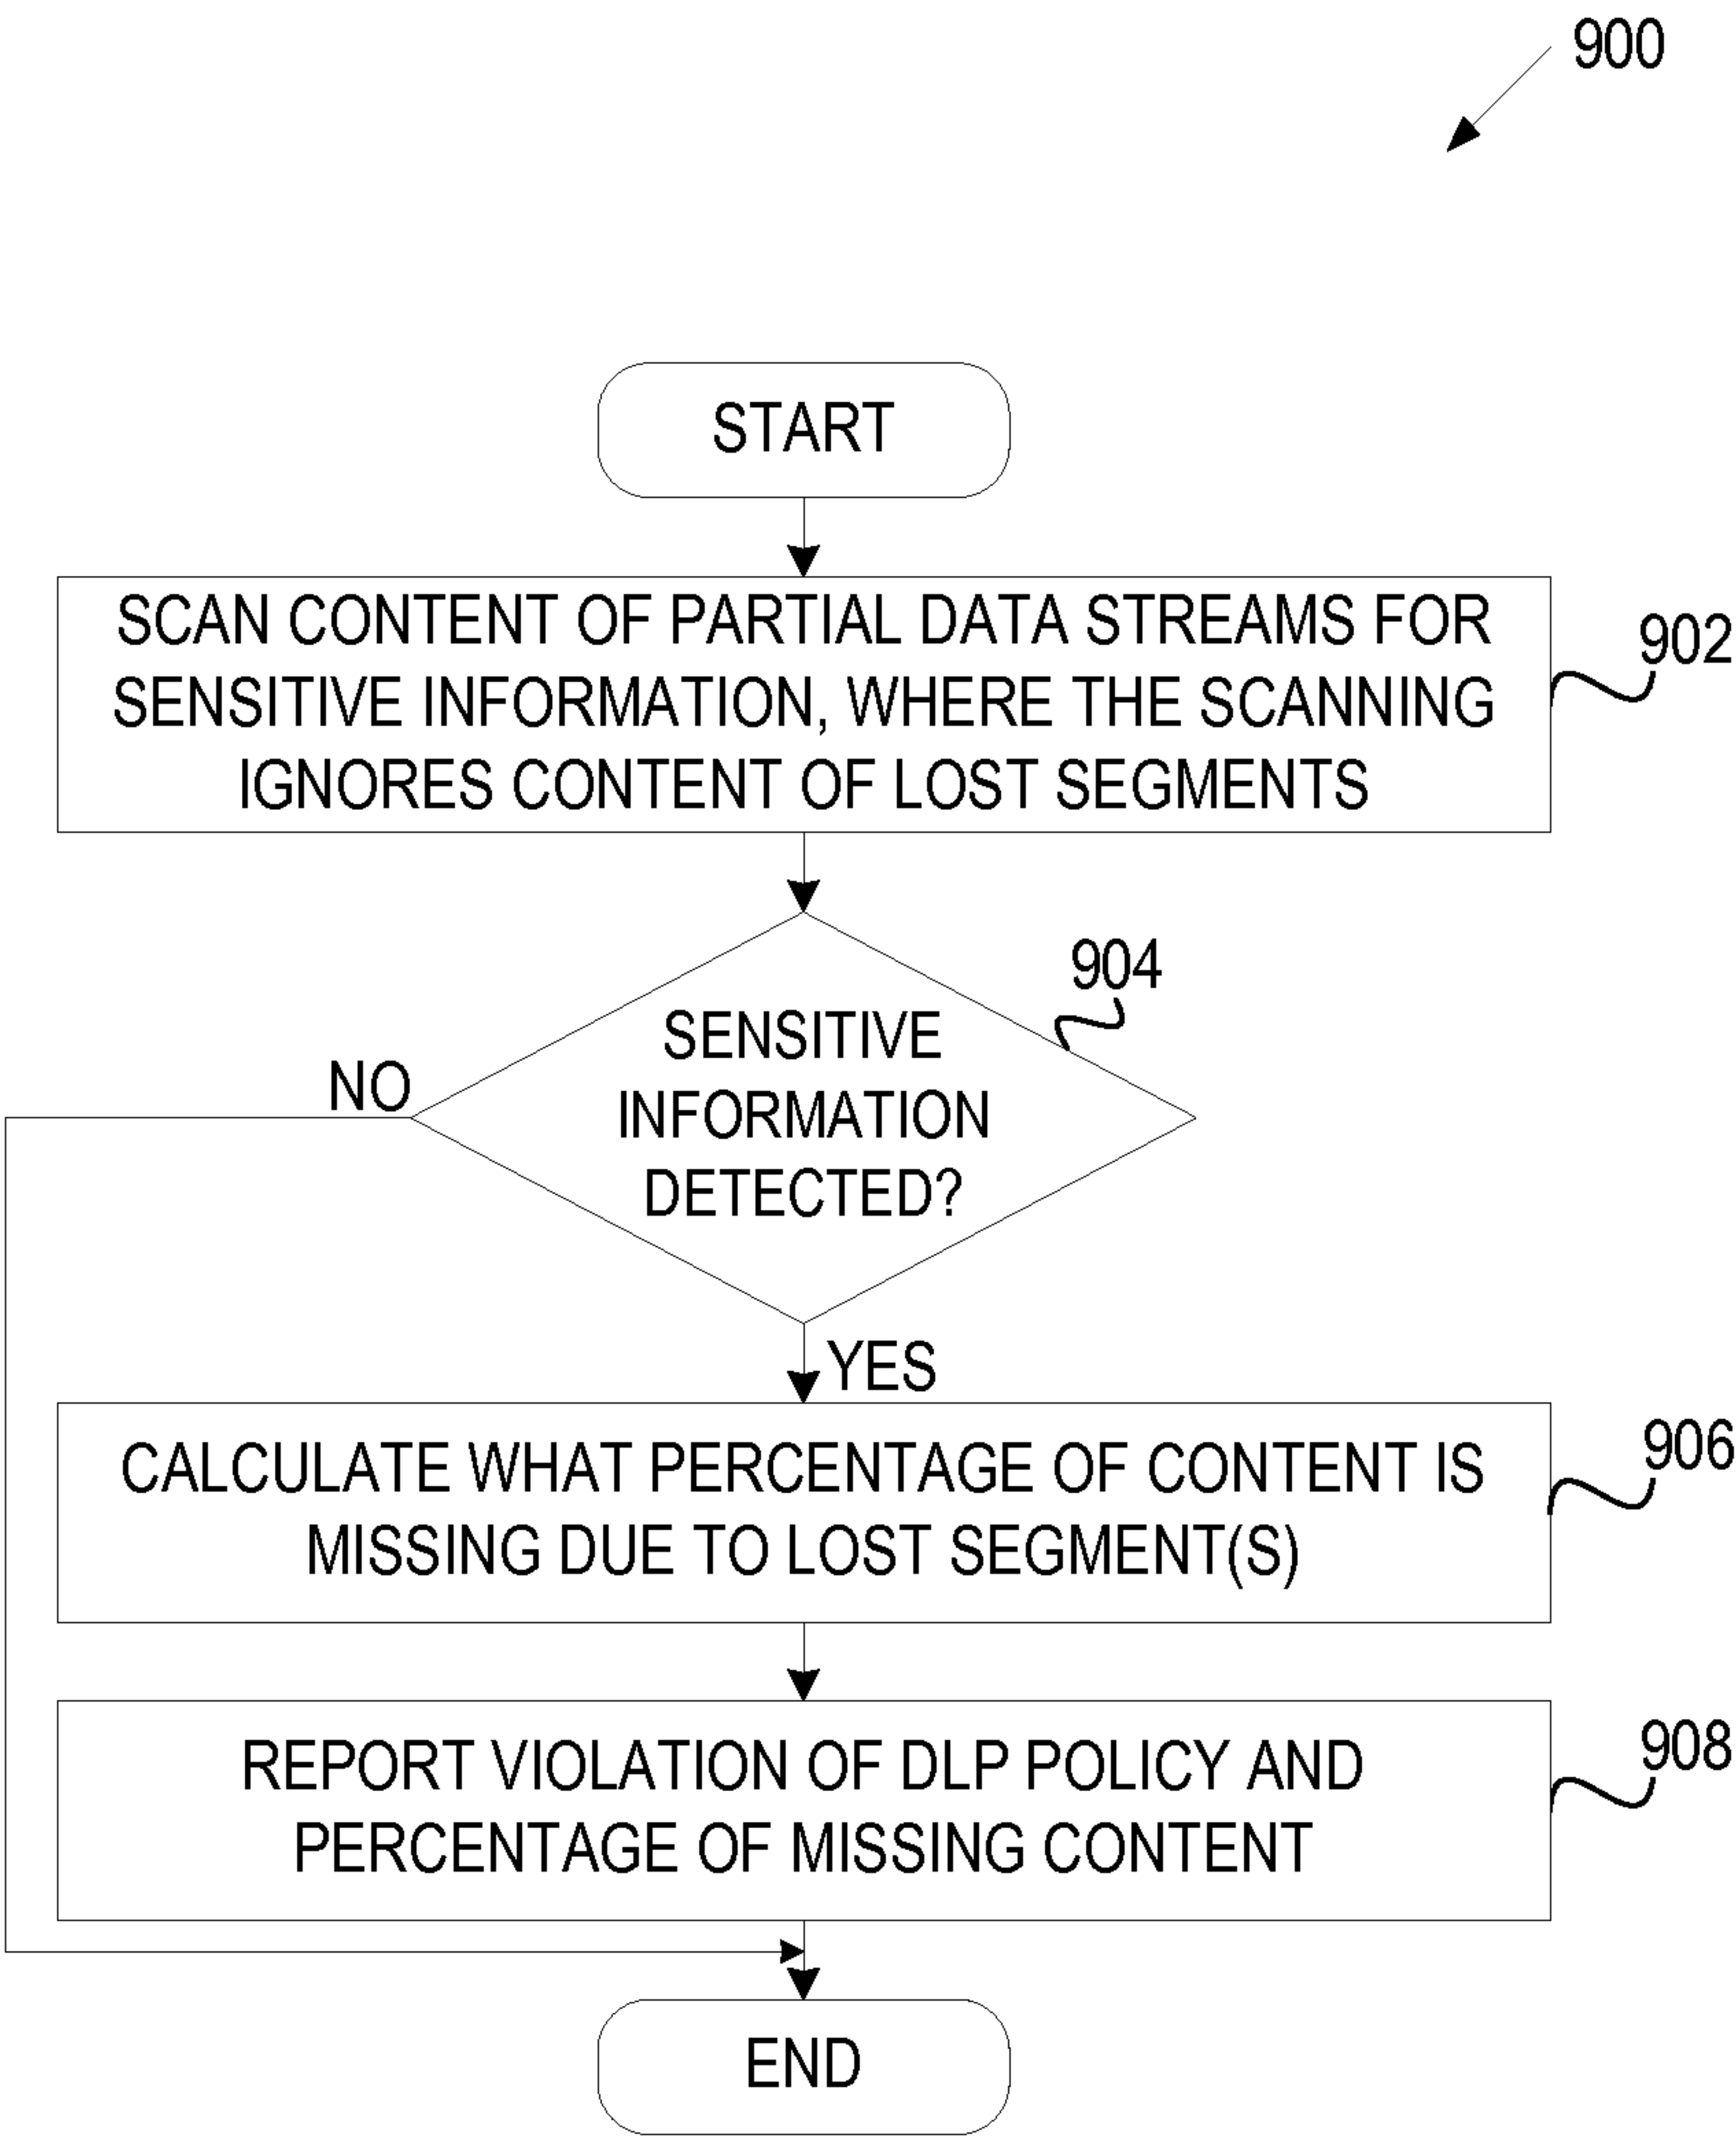 900
START
SCAN CONTENT OF PARTIAL DATA STREAMS FOR
SENSITIVE INFORMATION, WHERE THE SCANNING
IGNORES CONTENT OF LOST SEGMENTS
902
904
SENSITIVE
INFORMATION
DETECTED?
NO
YES
CALCULATE WHAT PERCENTAGE OF CONTENT IS
MISSING DUE TO LOST SEGMENT(S)
906
REPORT VIOLATION OF DLP POLICY AND
PERCENTAGE OF MISSING CONTENT
908
END